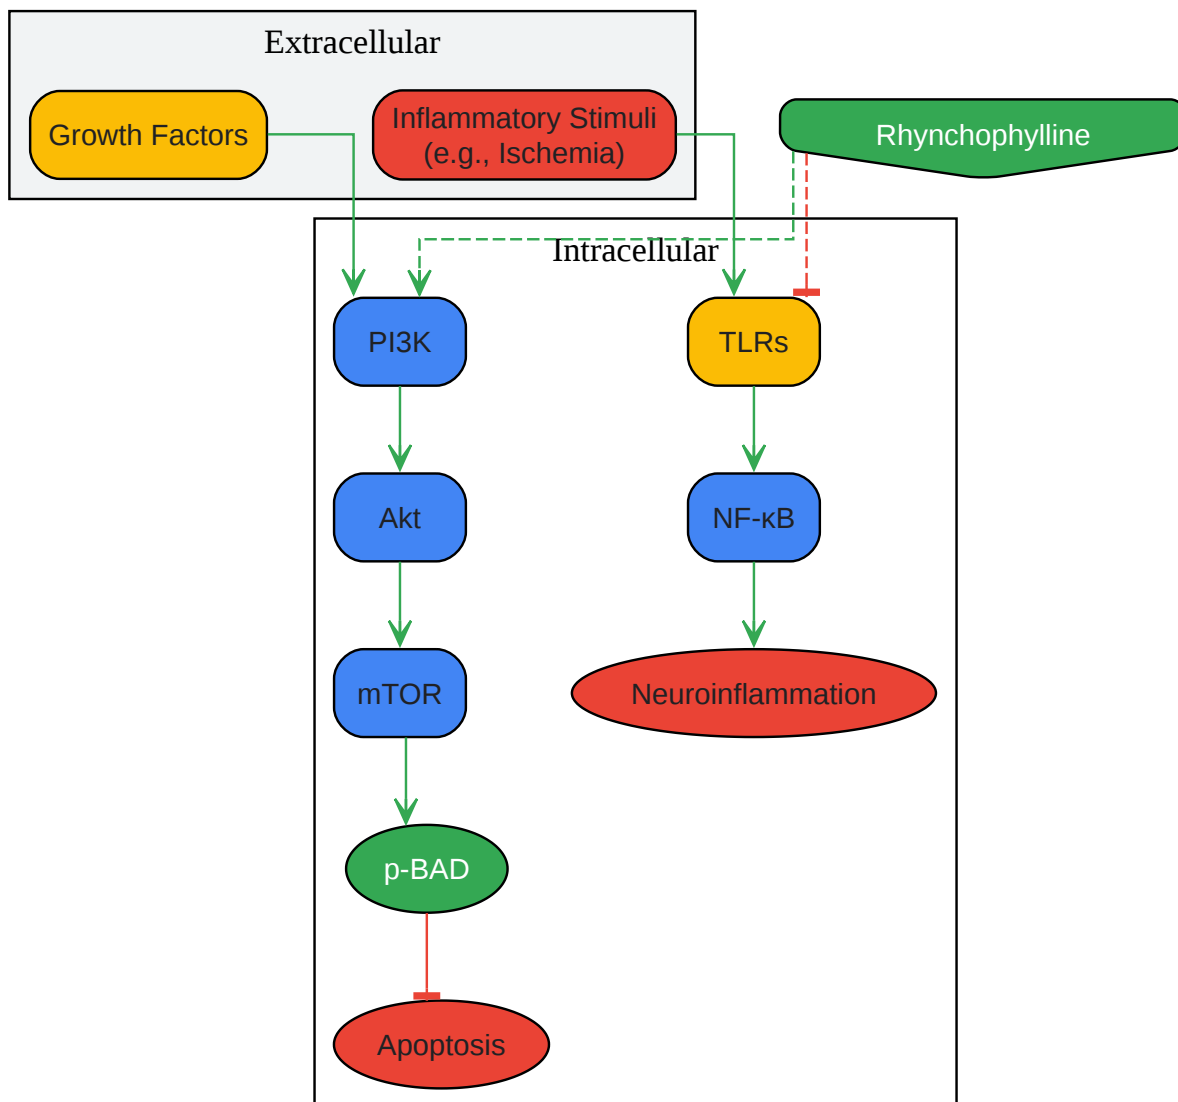 Extracellular
Growth Factors
Inflammatory Stimuli
(e.g., Ischemia)
Rhynchophylline
Intracellular
PI3K
TLRs
Akt
NF-κB
mTOR
Neuroinflammation
p-BAD
Apoptosis